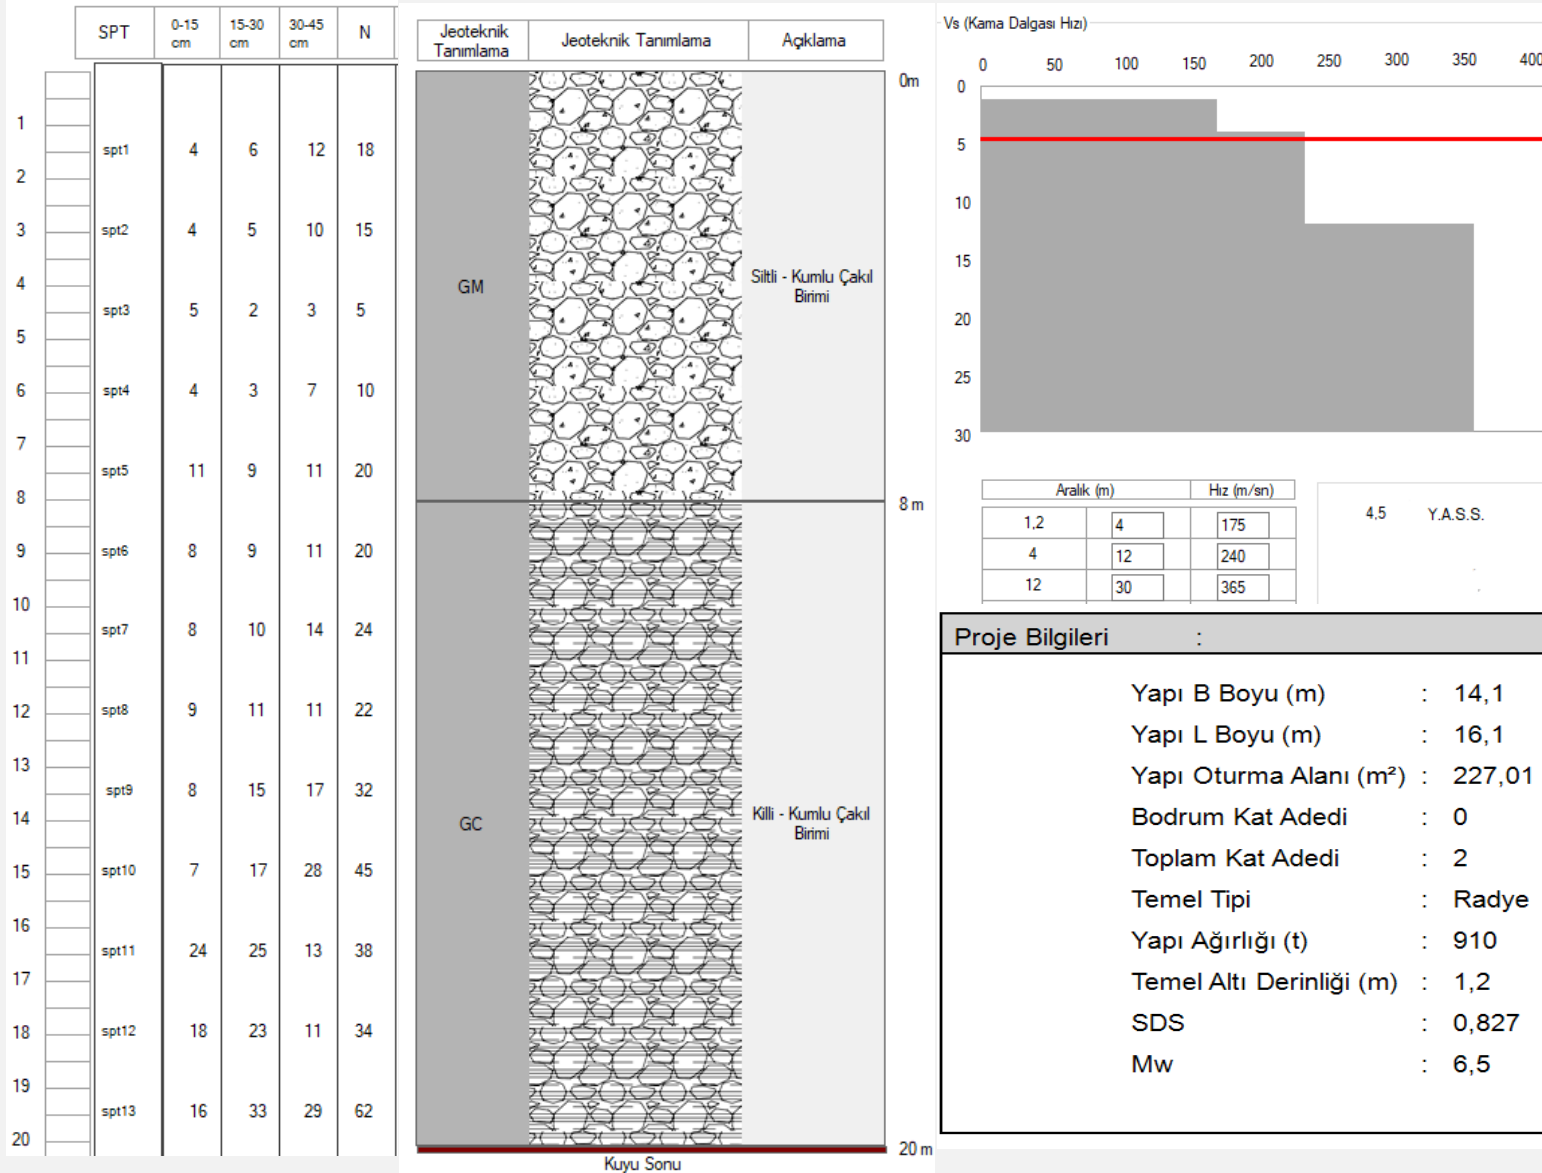 SPT 0-15 cm 15-30 cm 30-45 cm N
1
spt1 4 6 12 18
2
3 spt2 4 5 10 15
4
spt3 5 2 3 5
5
6 spt4 4 3 7 10
7
spt5 11 9 11 20
8
9 spt6 8 9 11 20
10
spt7 8 10 14 24
11
12 spt8 9 11 11 22
13
spt9 8 15 17 32
14
15 spt10 7 17 28 45
16
spt11 24 25 13 38
17
18 spt12 18 23 11 34
19
spt13 16 33 29 62
20
Jeoteknik Tanımlama Jeoteknik Tanımlama Açıklama
0m
GM
Siltli - Kumlu Çakıl
Birimi
8 m
GC
Killi - Kumlu Çakıl
Birimi
20 m
Kuyu Sonu
Vs (Kama Dalgası Hızı)
0 50 100 150 200 250 300 350 400
0
5
10
15
20
25
30
Aralık (m) Hız (m/sn)
1,2 4 175
4 12 240
12 30 365
4,5 Y.A.S.S.
Proje Bilgileri :
Yapı B Boyu (m) : 14,1
Yapı L Boyu (m) : 16,1
Yapı Oturma Alanı (m²) : 227,01
Bodrum Kat Adedi : 0
Toplam Kat Adedi : 2
Temel Tipi : Radye
Yapı Ağırlığı (t) : 910
Temel Altı Derinliği (m) : 1,2
SDS : 0,827
Mw : 6,5